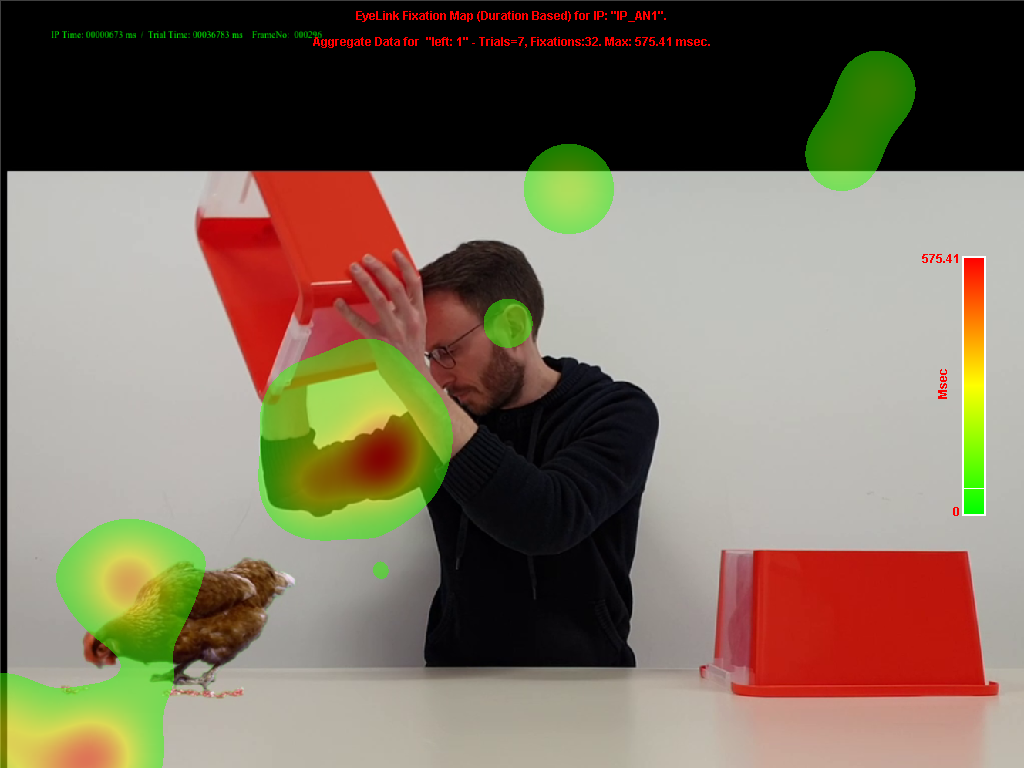 EyeLink Fixation Map (Duration Based) for IP: "IP_AN1".
IP Time: 00000673 ms / Trial Time: 00036783 ms FrameNo: 000296
Aggregate Data for "left: 1" - Trials=7, Fixations:32. Max: 575.41 msec.
575.41
Msec
0